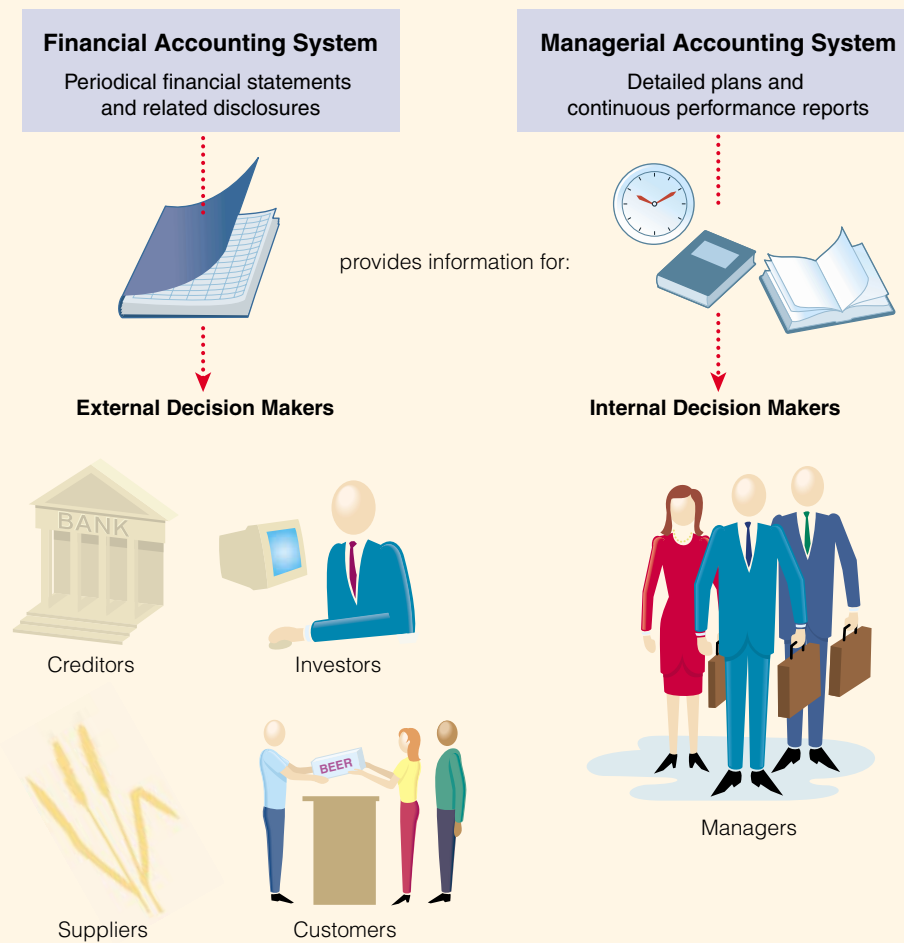 Financial Accounting System
Periodical financial statements
and related disclosures
Managerial Accounting System
Detailed plans and
continuous performance reports
provides information for:
External Decision Makers
Internal Decision Makers
BANK
Creditors
Investors
BEER
Managers
Suppliers
Customers